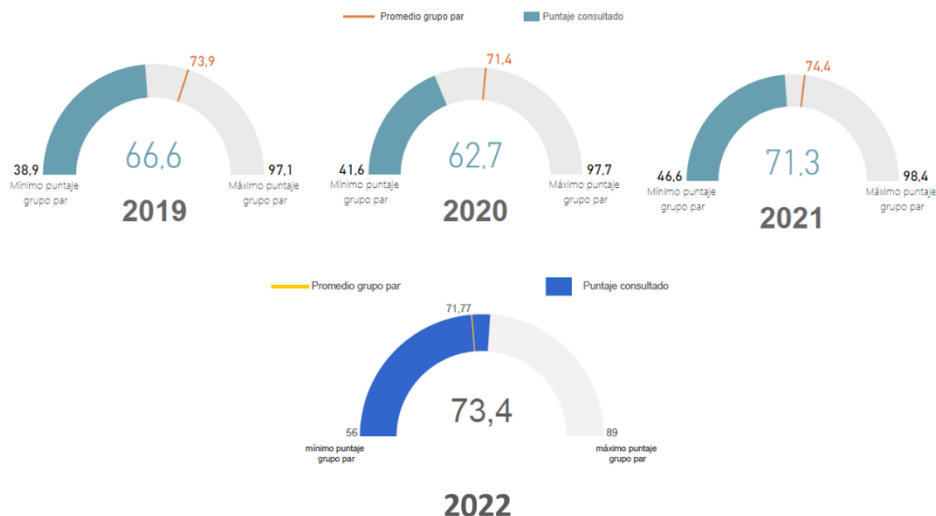 Promedio grupo par
Puntaje consultado
73,9
66,6
38,9
Mínimo puntaje
grupo par
97,1
Máximo puntaje
grupo par
2019
71,4
62,7
41,6
Mínimo puntaje
grupo par
97,7
Máximo puntaje
grupo par
2020
74,4
71,3
46,6
Mínimo puntaje
grupo par
98,4
Máximo puntaje
grupo par
2021
Promedio grupo par
Puntaje consultado
71,77
73,4
56
mínimo puntaje
grupo par
89
máximo puntaje
grupo par
2022